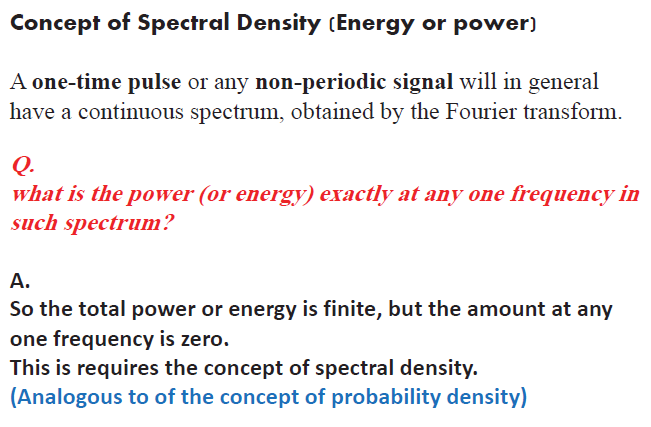 Concept of Spectral Density (Energy or power)
A one-time pulse or any non-periodic signal will in general
have a continuous spectrum, obtained by the Fourier transform.
Q.
what is the power (or energy) exactly at any one frequency in
such spectrum?
A.
So the total power or energy is finite, but the amount at any
one frequency is zero.
This is requires the concept of spectral density.
(Analogous to of the concept of probability density)